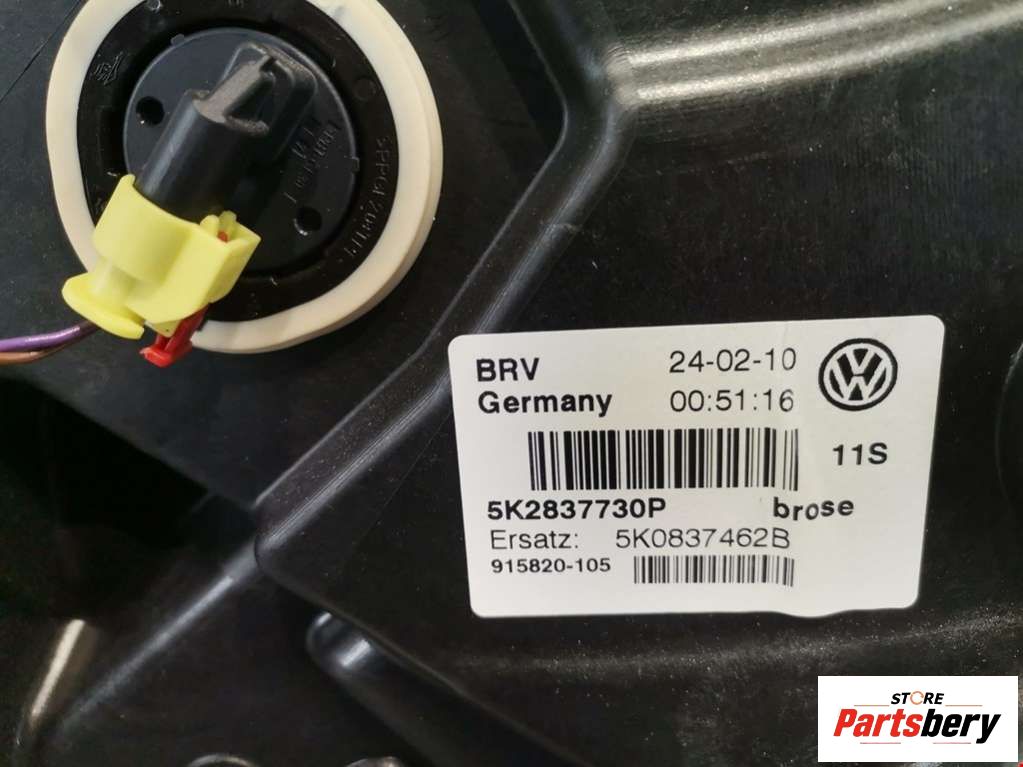 BRV 24-02-10
Germany 00:51:16
11S
5K2837730P brose
Ersatz: 5K0837462B
915820-105
STORE
Partsbery